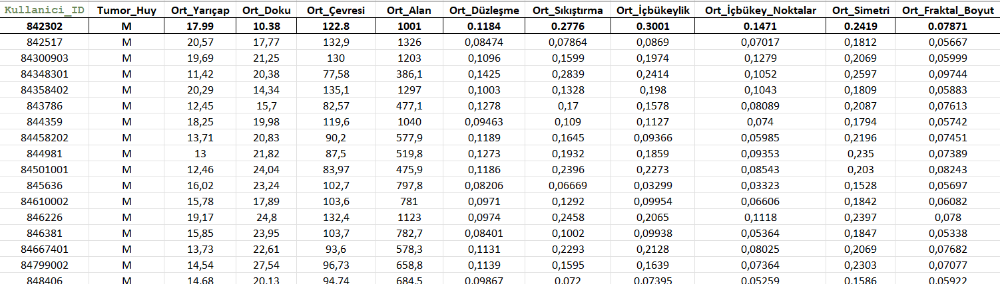 Kullanici_ID Tumor_Huy Ort_Yarıçap Ort_Doku Ort_Çevresi Ort_Alan Ort_Düzleşme Ort_Sıkıştırma Ort_İçbükeylik Ort_İçbükey_Noktalar Ort_Simetri Ort_Fraktal_Boyut
842302 M 17.99 10.38 122.8 1001 0.1184 0.2776 0.3001 0.1471 0.2419 0.07871
842517 M 20,57 17,77 132,9 1326 0,08474 0,07864 0,0869 0,07017 0,1812 0,05667
84300903 M 19,69 21,25 130 1203 0,1096 0,1599 0,1974 0,1279 0,2069 0,05999
84348301 M 11,42 20,38 77,58 386,1 0,1425 0,2839 0,2414 0,1052 0,2597 0,09744
84358402 M 20,29 14,34 135,1 1297 0,1003 0,1328 0,198 0,1043 0,1809 0,05883
843786 M 12,45 15,7 82,57 477,1 0,1278 0,17 0,1578 0,08089 0,2087 0,07613
844359 M 18,25 19,98 119,6 1040 0,09463 0,109 0,1127 0,074 0,1794 0,05742
84458202 M 13,71 20,83 90,2 577,9 0,1189 0,1645 0,09366 0,05985 0,2196 0,07451
844981 M 13 21,82 87,5 519,8 0,1273 0,1932 0,1859 0,09353 0,235 0,07389
84501001 M 12,46 24,04 83,97 475,9 0,1186 0,2396 0,2273 0,08543 0,203 0,08243
845636 M 16,02 23,24 102,7 797,8 0,08206 0,06669 0,03299 0,03323 0,1528 0,05697
84610002 M 15,78 17,89 103,6 781 0,0971 0,1292 0,09954 0,06606 0,1842 0,06082
846226 M 19,17 24,8 132,4 1123 0,0974 0,2458 0,2065 0,1118 0,2397 0,078
846381 M 15,85 23,95 103,7 782,7 0,08401 0,1002 0,09938 0,05364 0,1847 0,05338
84667401 M 13,73 22,61 93,6 578,3 0,1131 0,2293 0,2128 0,08025 0,2069 0,07682
84799002 M 14,54 27,54 96,73 658,8 0,1139 0,1595 0,1639 0,07364 0,2303 0,07077
848406 M 14,68 20,13 94,74 684,5 0,09867 0,072 0,07395 0,05259 0,1586 0,05922